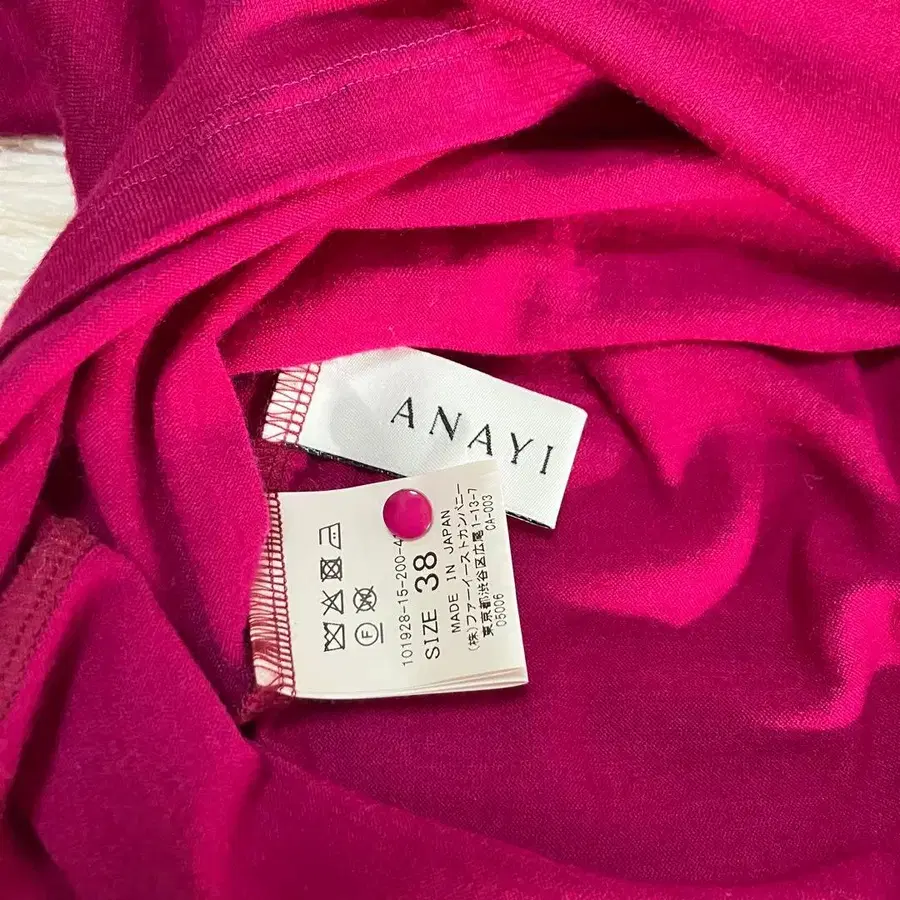 ANAYI
F
101928-15-200-4
SIZE 38
MADE IN JAPAN
(株)ファーイーストカンパニー
東京都渋谷区広尾1-13-7
05006 CA-003